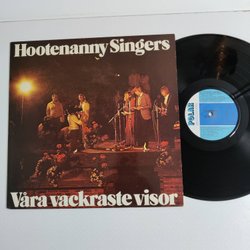 Hootenanny Singers
Våra vackraste visor
POLAR